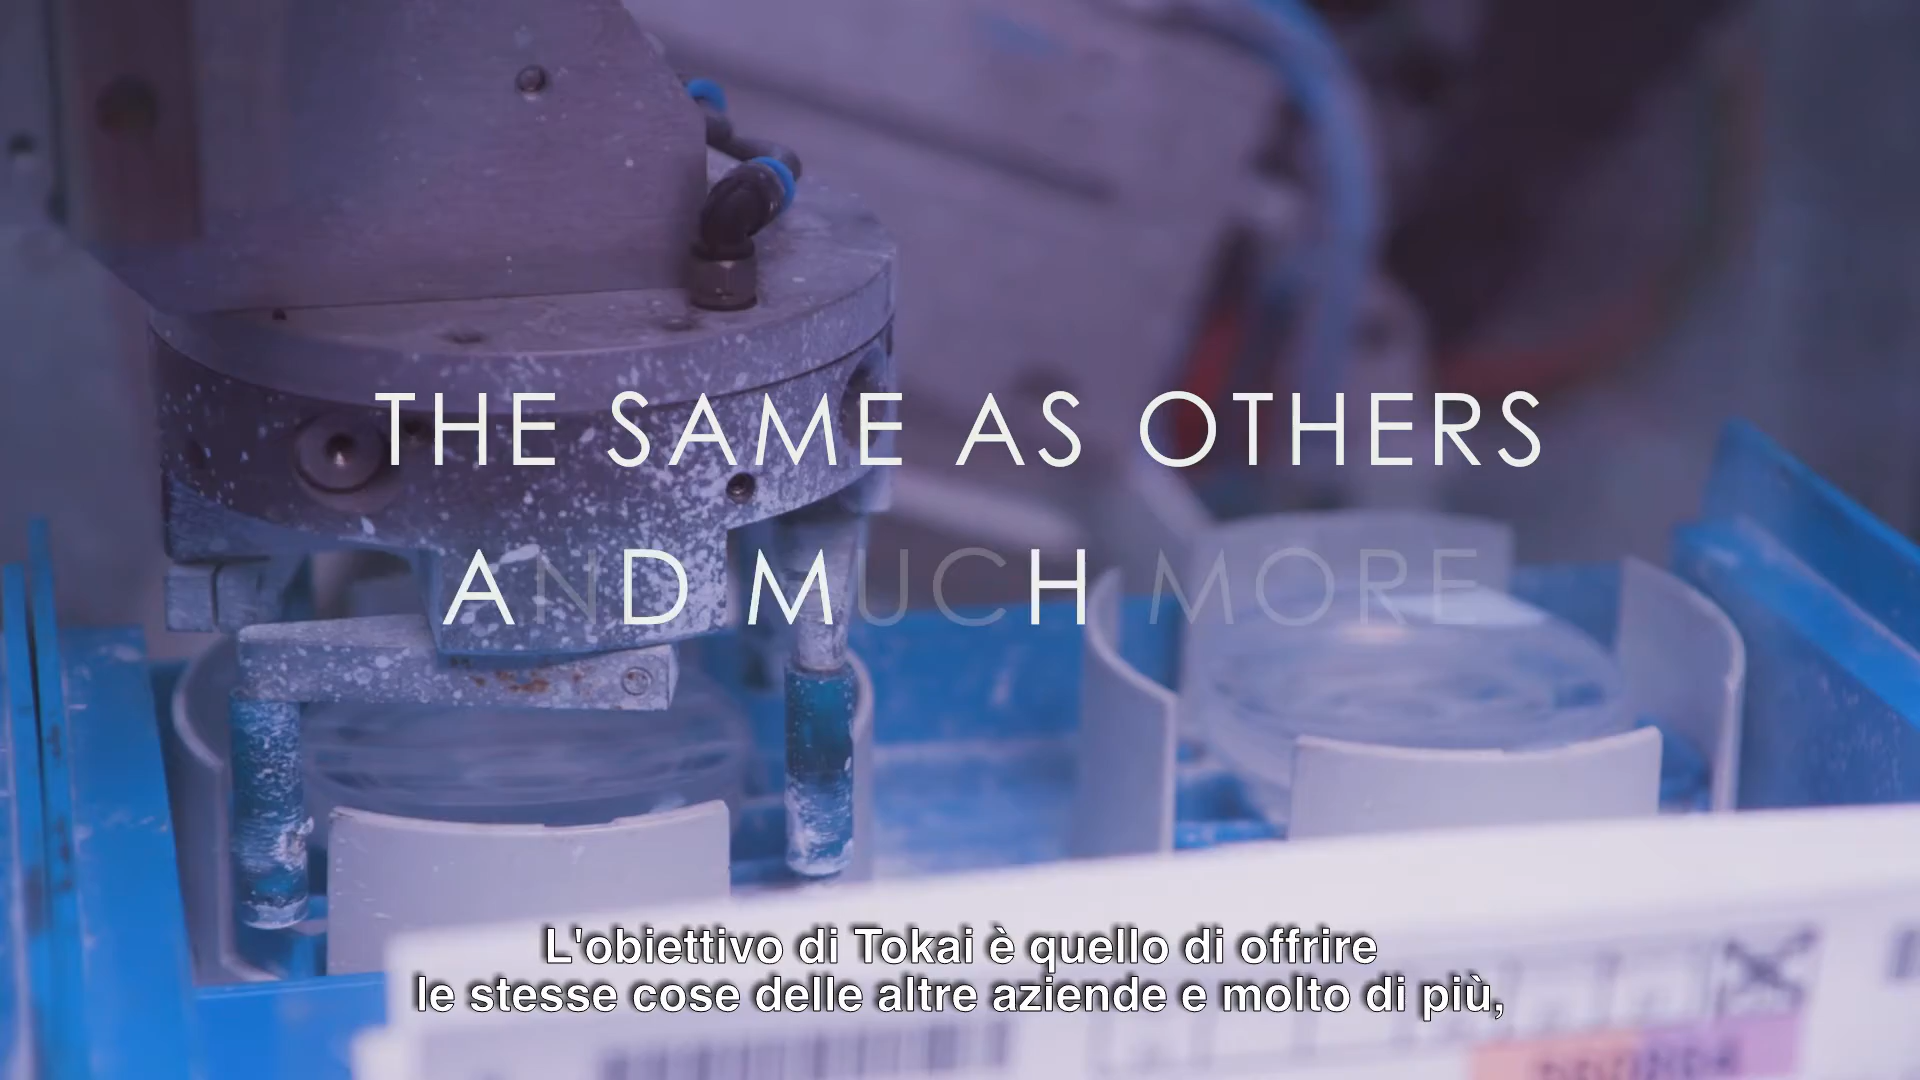 THE SAME AS OTHERS
AND MUCH MORE
L'obiettivo di Tokai è quello di offrire
le stesse cose delle altre aziende e molto di più,